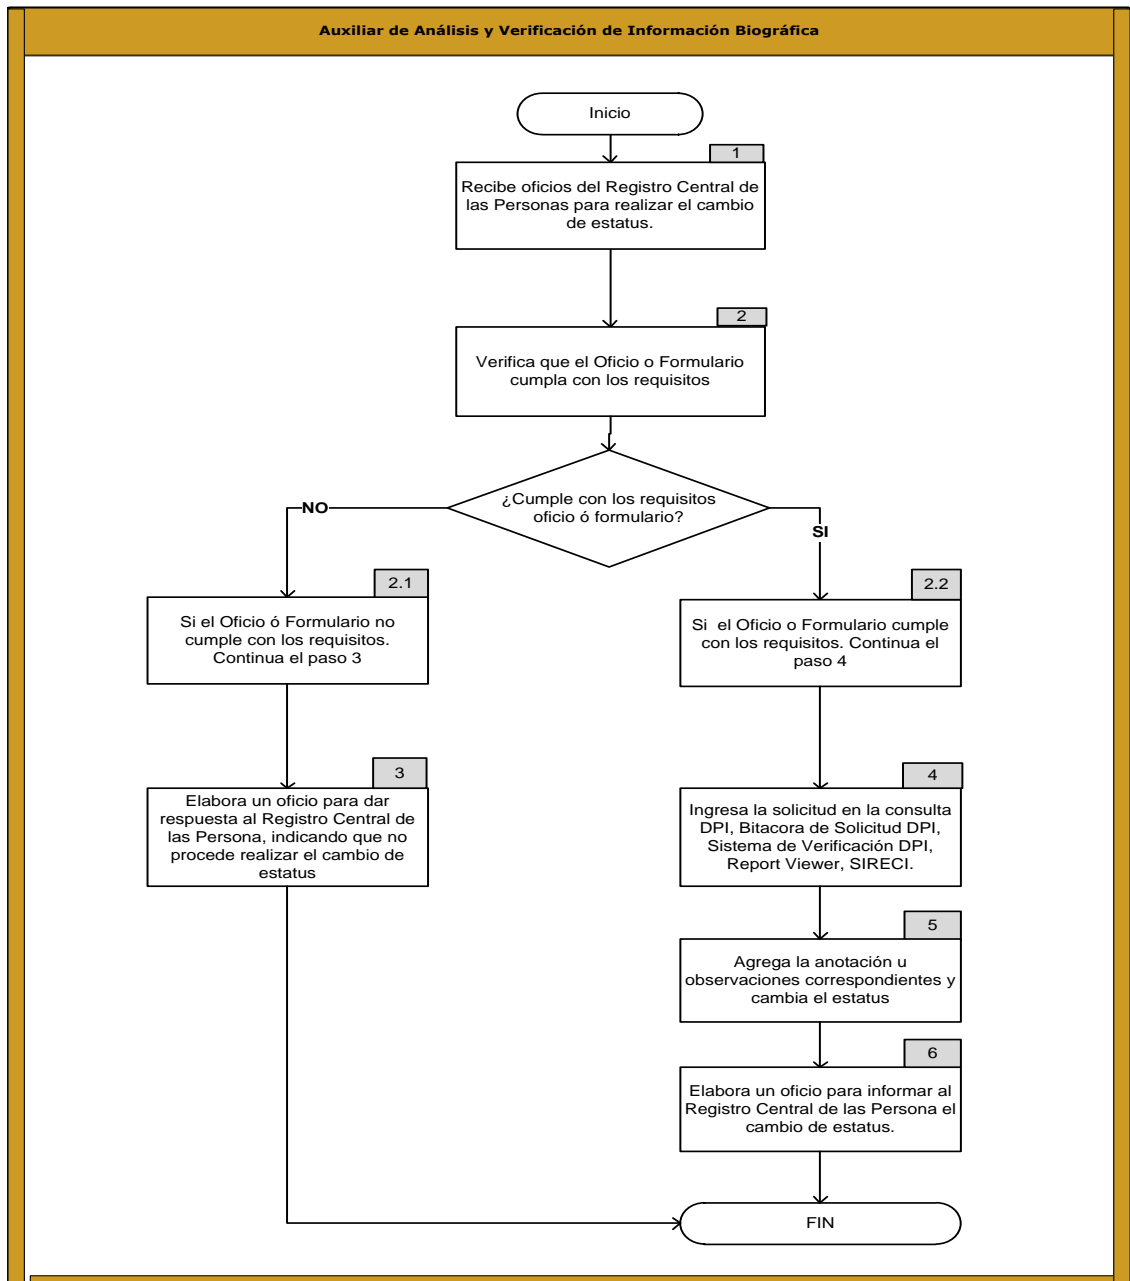 Auxiliar de Análisis y Verificación de Información Biográfica
Inicio
1
Recibe oficios del Registro Central de
las Personas para realizar el cambio
de estatus.
2
Verifica que el Oficio o Formulario
cumpla con los requisitos
¿Cumple con los requisitos
oficio ó formulario?
NO
SI
2.1
Si el Oficio ó Formulario no
cumple con los requisitos.
Continua el paso 3
2.2
Si el Oficio o Formulario cumple
con los requisitos. Continua el
paso 4
3
Elabora un oficio para dar
respuesta al Registro Central de
las Persona, indicando que no
procede realizar el cambio de
estatus
4
Ingresa la solicitud en la consulta
DPI, Bitacora de Solicitud DPI,
Sistema de Verificación DPI,
Report Viewer, SIRECI.
5
Agrega la anotación u
observaciones correspondientes y
cambia el estatus
6
Elabora un oficio para informar al
Registro Central de las Persona el
cambio de estatus.
FIN